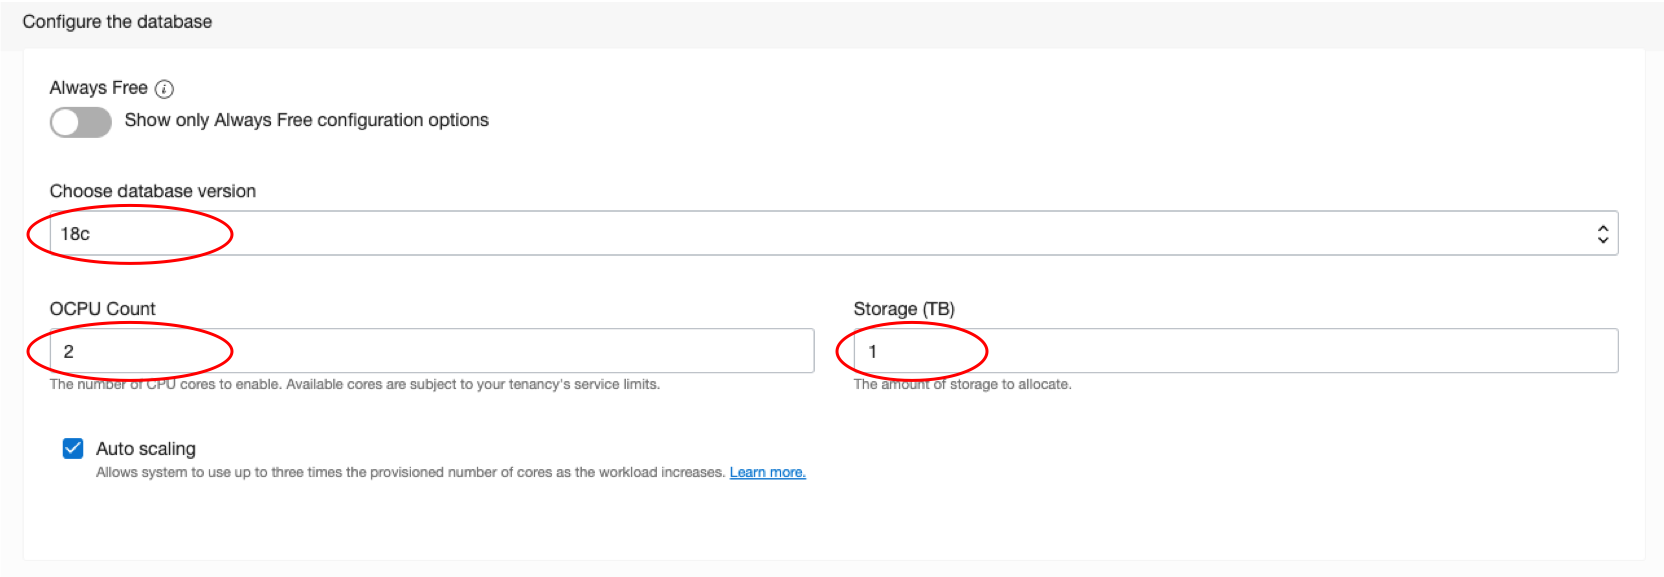 Configure the database
Always Free
Show only Always Free configuration options
Choose database version
18c
OCPU Count
Storage (TB)
2
1
The number of CPU cores to enable. Available cores are subject to your tenancy's service limits.
The amount of storage to allocate.
Auto scaling
Allows system to use up to three times the provisioned number of cores as the workload increases. Learn more.